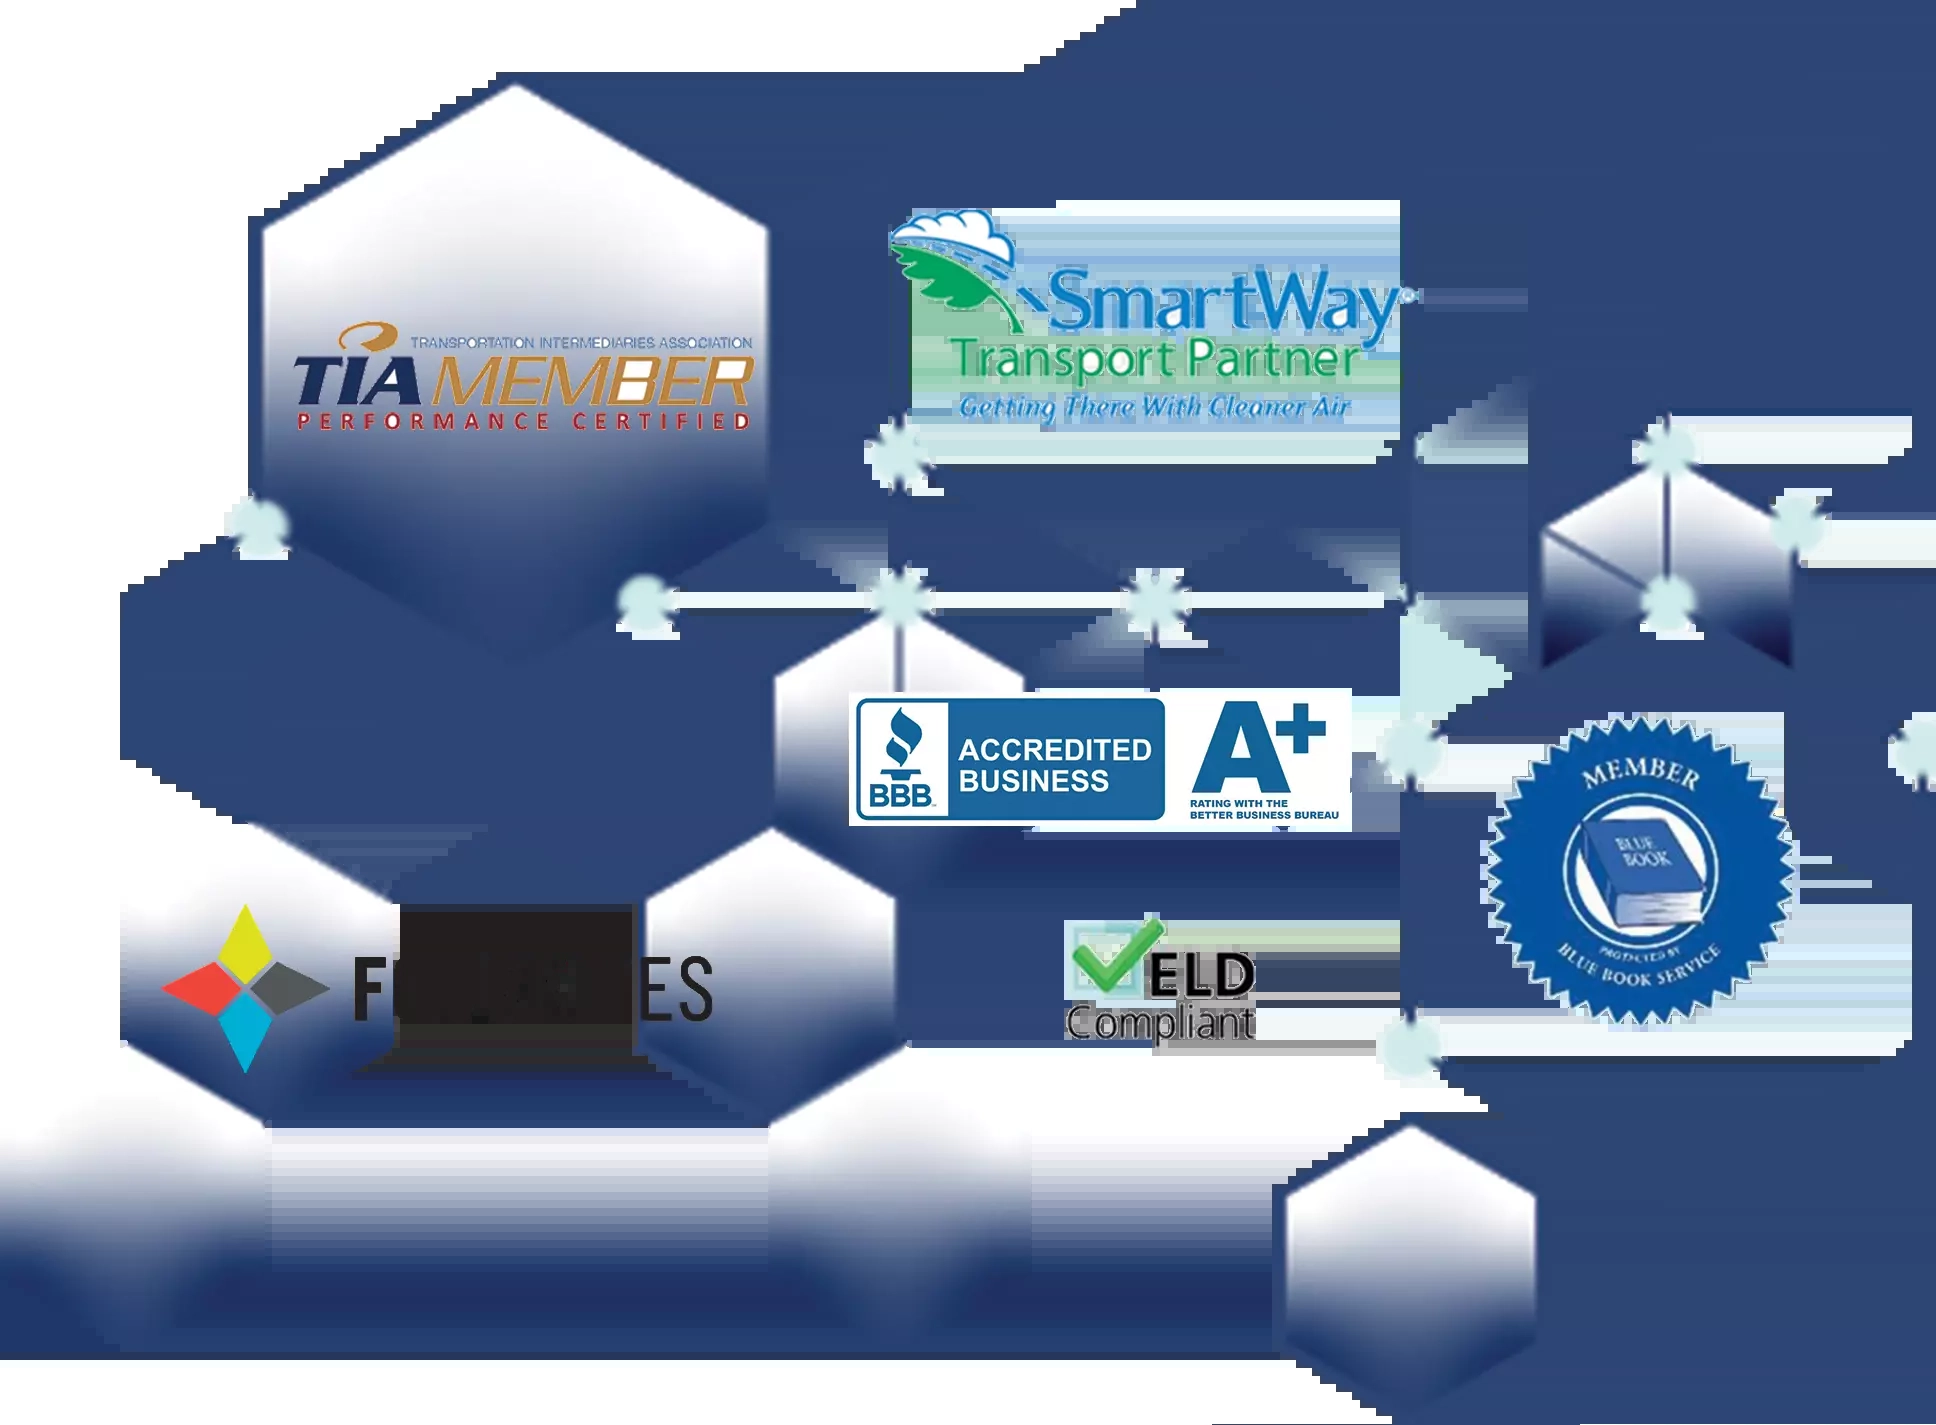 TRANSPORTATION INTERMEDIARIES ASSOCIATION
TIA MEMBER
PERFORMANCE CERTIFIED
SmartWay
Transport Partner
Getting There With Cleaner Air
BBB
ACCREDITED
BUSINESS
A+
RATING WITH THE
BETTER BUSINESS BUREAU
MEMBER
BLUE
BOOK
PROTECTED BY
BLUE BOOK SERVICE
ELD
Compliant